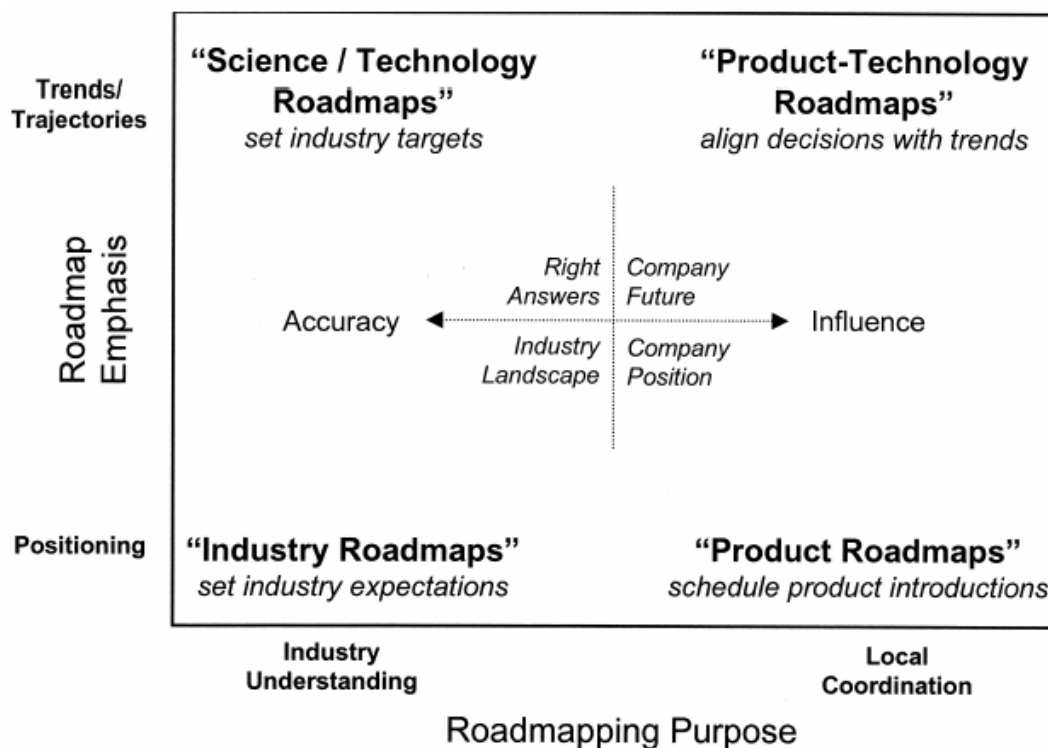 “Science / Technology
Roadmaps”
set industry targets
“Product-Technology
Roadmaps”
align decisions with trends
Trends/
Trajectories
Roadmap
Emphasis
Right
Answers
Company
Future
Accuracy
Influence
Industry
Landscape
Company
Position
Positioning
“Industry Roadmaps”
set industry expectations
“Product Roadmaps”
schedule product introductions
Industry
Understanding
Local
Coordination
Roadmapping Purpose